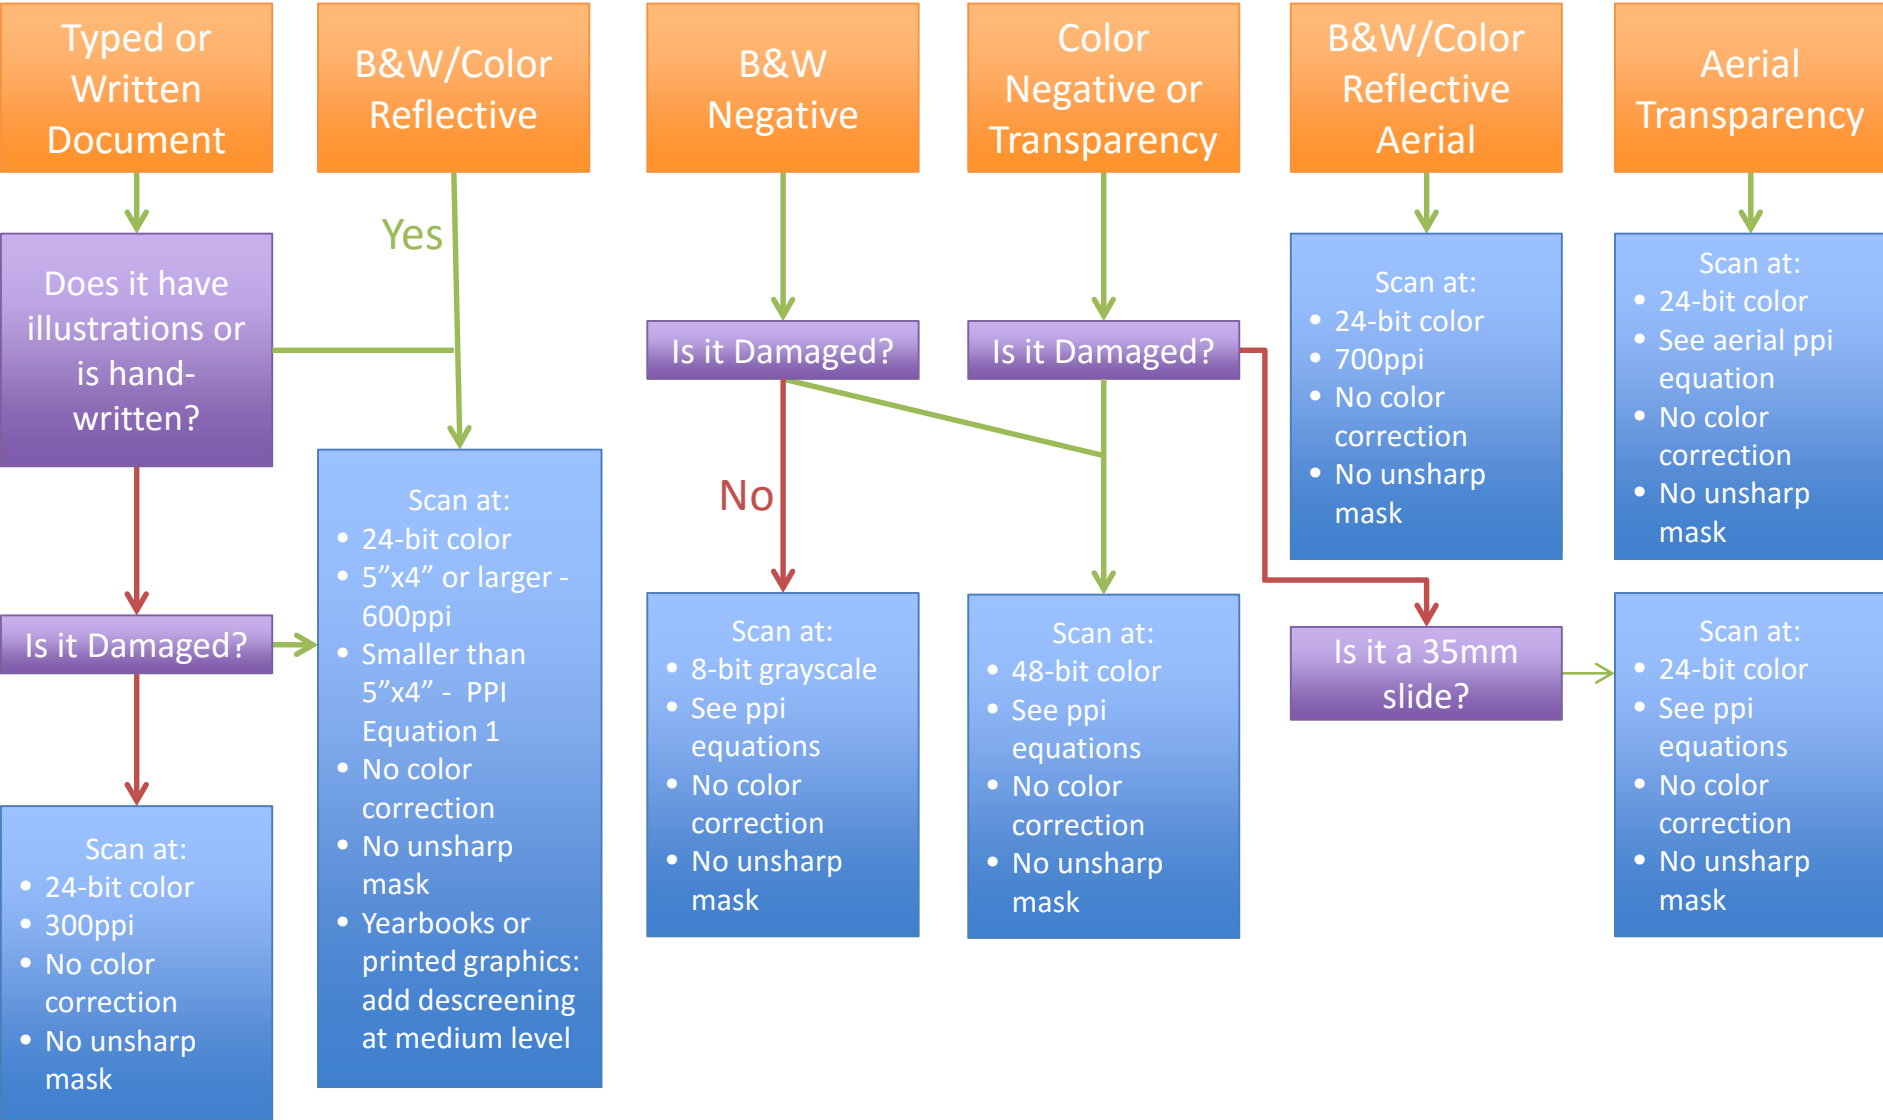 Typed or
Written
Document
B&W/Color
Reflective
B&W
Negative
Color
Negative or
Transparency
B&W/Color
Reflective
Aerial
Aerial
Transparency
Yes
Does it have
illustrations or
is hand-
written?
Is it Damaged?
Is it Damaged?
Scan at:
• 24-bit color
• 700ppi
• No color
correction
• No unsharp
mask
Scan at:
• 24-bit color
• See aerial ppi
equation
• No color
correction
• No unsharp
mask
No
Is it Damaged?
Scan at:
• 24-bit color
• 300ppi
• No color
correction
• No unsharp
mask
Scan at:
• 24-bit color
• 5”x4” or larger -
600ppi
• Smaller than
5”x4” - PPI
Equation 1
• No color
correction
• No unsharp
mask
• Yearbooks or
printed graphics:
add descreening
at medium level
Scan at:
• 8-bit grayscale
• See ppi
equations
• No color
correction
• No unsharp
mask
Scan at:
• 48-bit color
• See ppi
equations
• No color
correction
• No unsharp
mask
Is it a 35mm
slide?
Scan at:
• 24-bit color
• See ppi
equations
• No color
correction
• No unsharp
mask